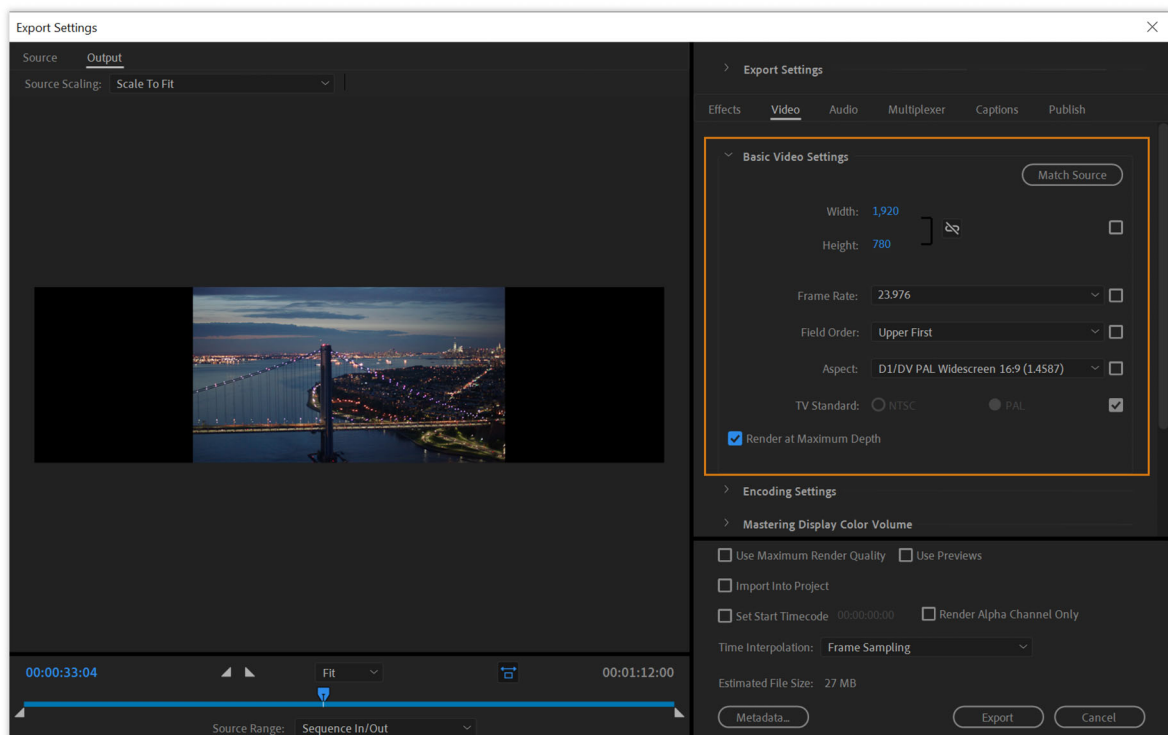 Export Settings
Source Output
Source Scaling: Scale To Fit
Export Settings
Effects Video Audio Multiplexer Captions Publish
Basic Video Settings
Match Source
Width: 1,920
Height: 780
Frame Rate: 23.976
Field Order: Upper First
Aspect: D1/DV PAL Widescreen 16:9 (1.4587)
TV Standard: NTSC PAL
Render at Maximum Depth
Encoding Settings
Mastering Display Color Volume
Use Maximum Render Quality Use Previews
Import Into Project
Set Start Timecode 00:00:00:00 Render Alpha Channel Only
Time Interpolation: Frame Sampling
Estimated File Size: 27 MB
Metadata... Export Cancel
00:00:33:04 Fit 00:01:12:00
Source Range: Sequence In/Out